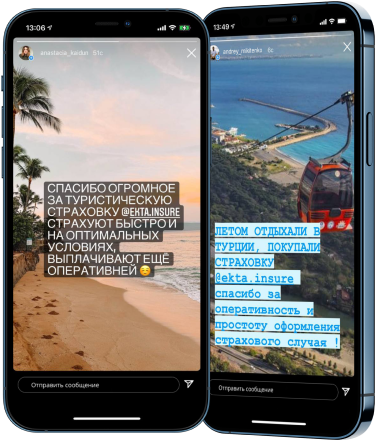 13:06
anastasia_kordan 51с
СПАСИБО ОГРОМНОЕ
ЗА ТУРИСТИЧЕСКУЮ
СТРАХОВКУ @EKTA.INSURE
СТРАХУЮТ БЫСТРО И
НА ОПТИМАЛЬНЫХ
УСЛОВИЯХ,
ВЫПЛАЧИВАЮТ ЕЩЁ
ОПЕРАТИВНЕЙ ☺️
Отправить сообщение
13:49
andrey_nikitenko 5с
ЛЕТОМ ОТДЫХАЛИ В
ТУРЦИИ, ПОКУПАЛИ
СТРАХОВКУ
@ekta.insure
спасибо за
оперативность и
простоту оформления
страхового случая !
Отправить сообщение